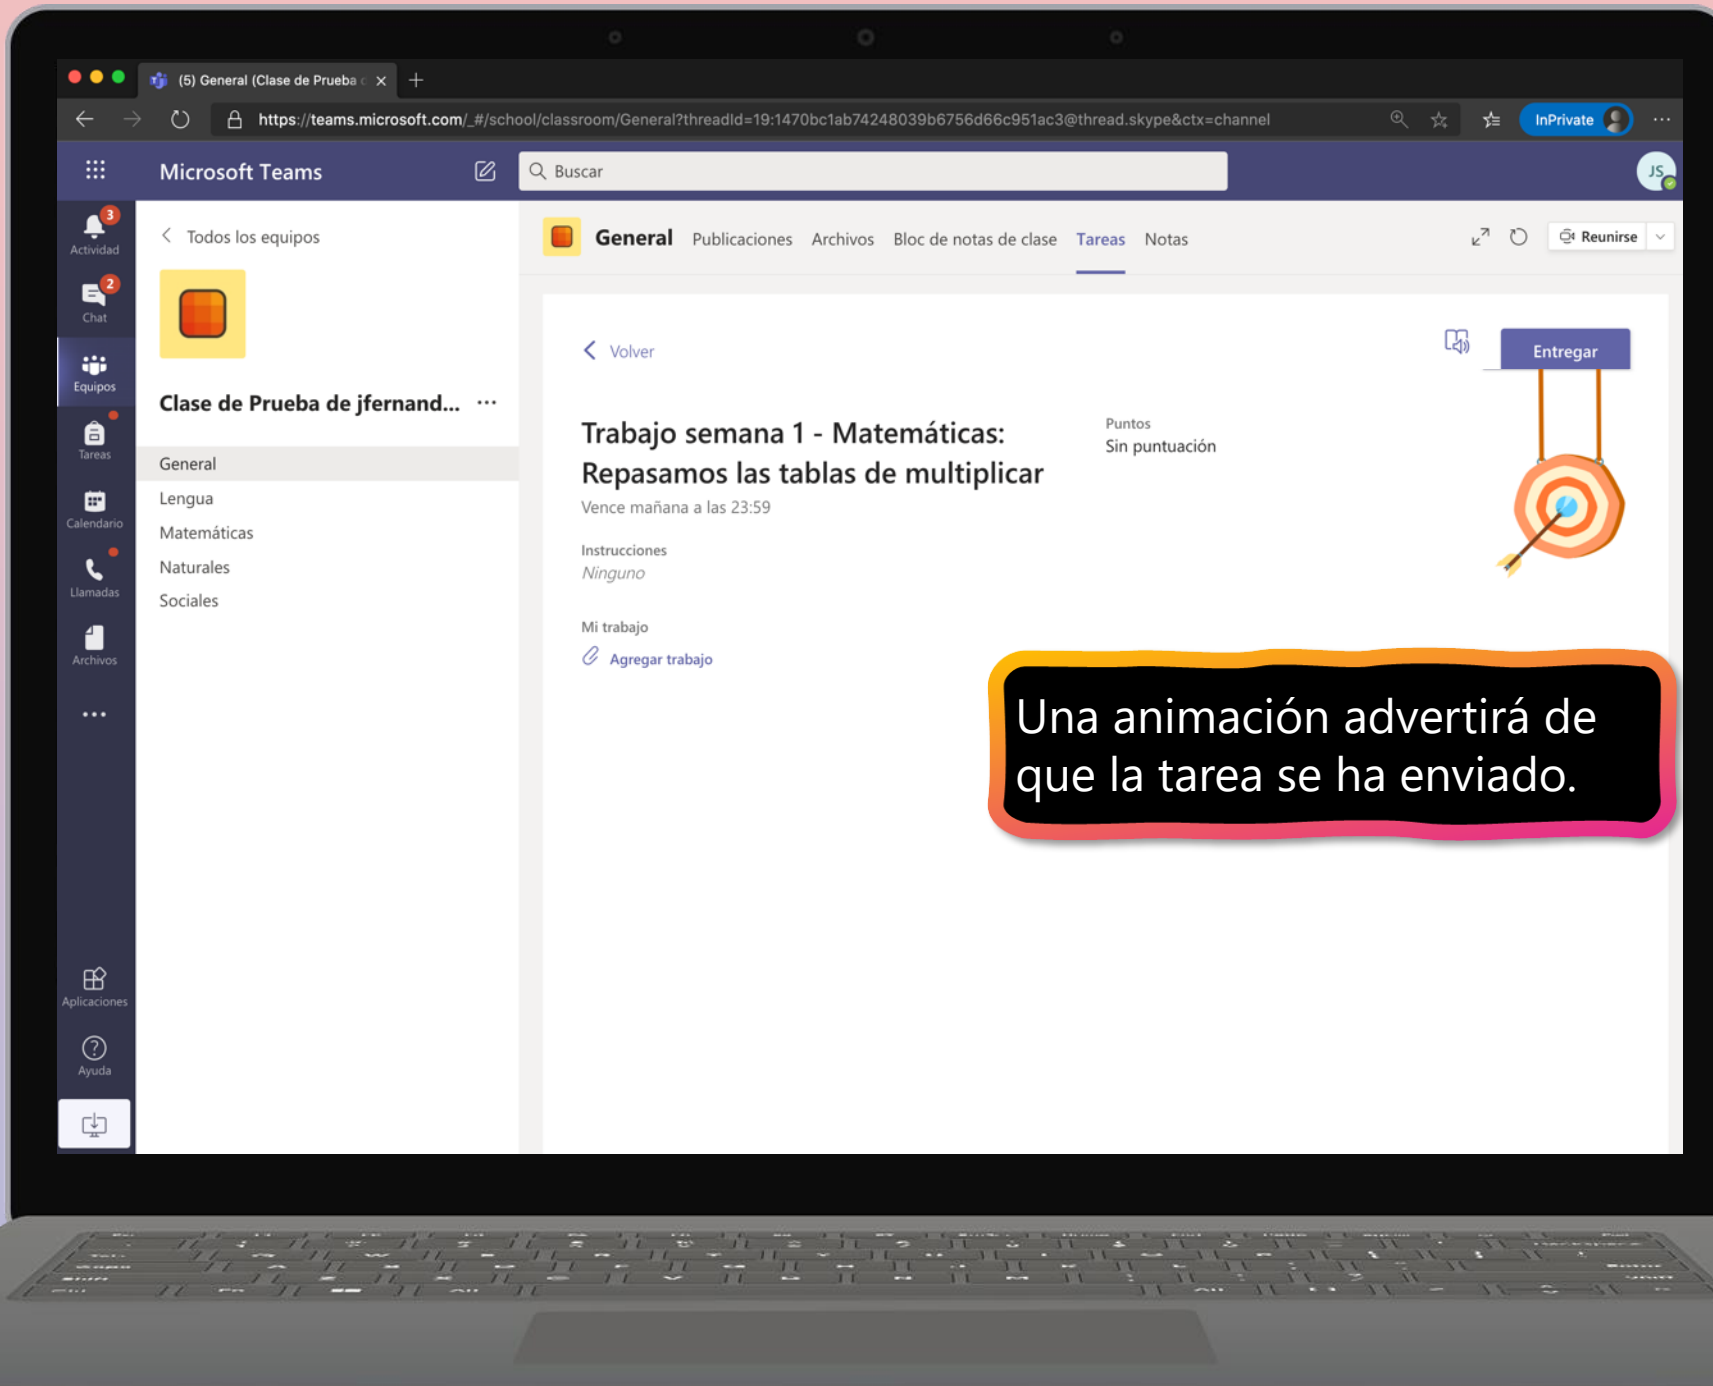 (5) General (Clase de Prueba
https://teams.microsoft.com/_#/school/classroom/General?threadId=19:1470bc1ab74248039b6756d66c951ac3@thread.skype&ctx=channel
InPrivate
Microsoft Teams
Buscar
JS
3
Actividad
2
Chat
Equipos
Tareas
Calendario
Llamadas
Archivos
Aplicaciones
Ayuda
Todos los equipos
Clase de Prueba de jfernand...
General
Lengua
Matemáticas
Naturales
Sociales
General Publicaciones Archivos Bloc de notas de clase Tareas Notas
Reunirse
Volver
Entregar
Trabajo semana 1 - Matemáticas:
Repasamos las tablas de multiplicar
Vence mañana a las 23:59
Puntos
Sin puntuación
Instrucciones
Ninguno
Mi trabajo
Agregar trabajo
Una animación advertirá de
que la tarea se ha enviado.